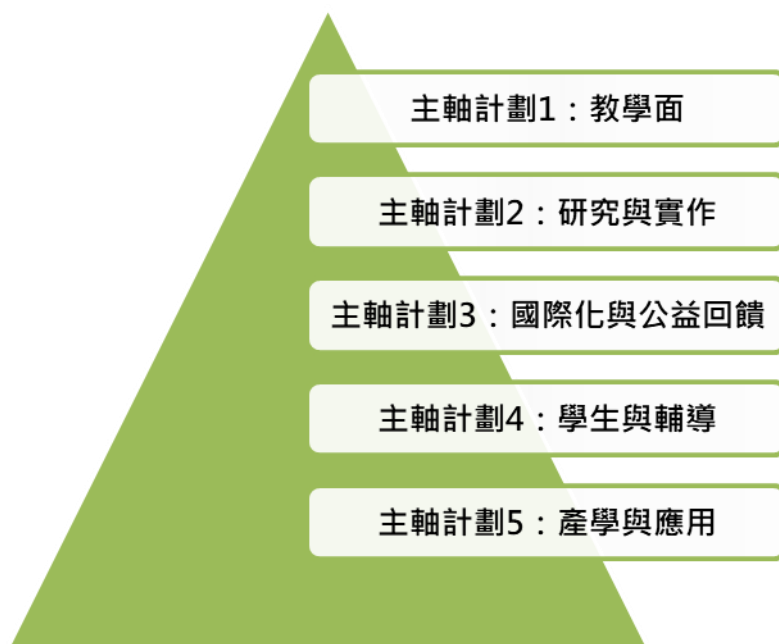 主軸計劃1：教學面
主軸計劃2：研究與實作
主軸計劃3：國際化與公益回饋
主軸計劃4：學生與輔導
主軸計劃5：產學與應用